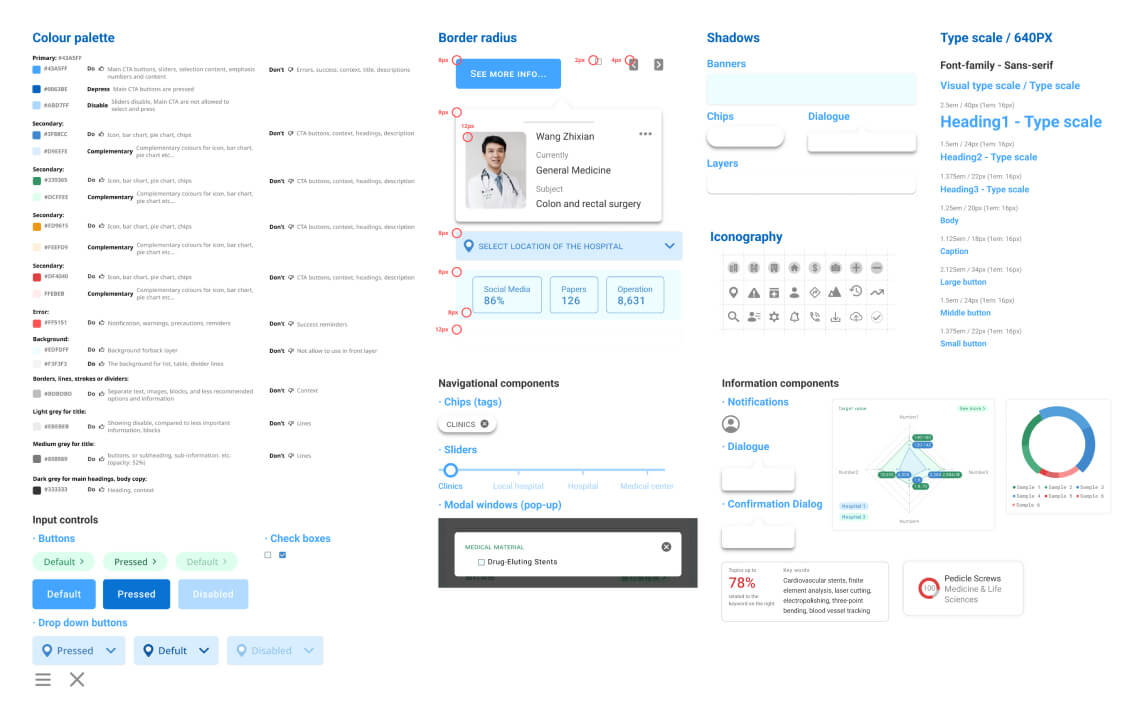 Colour palette
Primary: #43A5FF
#43A5FF Do Main CTA buttons, sliders, selection content, emphasis
numbers and content
Don't Errors, success, context, title, descriptions
Depress Main CTA buttons are pressed
#ABD7FF Disable Sliders disable, Main CTA are not allowed to
select and press
Secondary:
Do Icon, bar chart, pie chart, chips
Don't CTA buttons, context, headings, description
Complementary Complementary colours for icon, bar chart,
pie chart etc...
Secondary:
Do Icon, bar chart, pie chart, chips
Don't CTA buttons, context, headings, description
Complementary Complementary colours for icon, bar chart,
pie chart etc...
Secondary:
Do Icon, bar chart, pie chart, chips
Don't CTA buttons, context, headings, description
#FEEFD9 Complementary Complementary colours for icon, bar chart,
pie chart etc...
Secondary:
#DF4040 Do Icon, bar chart, pie chart, chips
Don't CTA buttons, context, headings, description
FFEBEB Complementary Complementary colours for icon, bar chart,
pie chart etc...
Error:
#FF5151 Do Notification, warnings, precautions, reminders
Don't Success reminders
Background:
#EDFDFF Do Background forback layer
Don't Not allow to use in front layer
#F3F3F3 Do The background for list, table, divider lines
Borders, lines, strokes or dividers:
#BDBDBD Do Separate text, images, blocks, and less recommended
options and information
Don't Context
Light grey for title:
#EBEBEB Do Showing disable, compared to less important
information, blocks
Don't Lines
Medium grey for title:
Do buttons, or subheading, sub-information, etc.
(opacity: 52%)
Don't Lines
Dark grey for main headings, body copy:
#333333 Do Heading, context
Input controls
· Buttons
Default >
Pressed >
Default >
Default
Pressed
Disabled
· Check boxes
· Drop down buttons
Pressed
Defult
Disabled
Border radius
8px
2px
4px
SEE MORE INFO...
8px
12px
Wang Zhixian
Currently
General Medicine
Subject
Colon and rectal surgery
8px
SELECT LOCATION OF THE HOSPITAL
8px
Social Media
86%
Papers
126
Operation
8,631
8px
12px
Navigational components
· Chips (tags)
CLINICS
· Sliders
Clinics
Local hospital
Hospital
Medical center
· Modal windows (pop-up)
MEDICAL MATERIAL
Drug-Eluting Stents
Shadows
Banners
Chips
Dialogue
Layers
Iconography
Information components
· Notifications
· Dialogue
· Confirmation Dialog
Target value
See more >
Number1
Number2
Number3
Number4
Hospital 1
Hospital 2
Sample 1
Sample 2
Sample 3
Sample 4
Sample 5
Sample 6
Sample 6
Topics up to
78%
related to the
keyword on the right
Key words
Cardiovascular stents, finite
element analysis, laser cutting,
electropolishing, three-point
bending, blood vessel tracking
100
Pedicle Screws
Medicine & Life
Sciences
Type scale / 640PX
Font-family - Sans-serif
Visual type scale / Type scale
2.5em / 40px (1em: 16px)
Heading1 - Type scale
1.5em / 24px (1em: 16px)
Heading2 - Type scale
1.375em / 22px (1em: 16px)
Heading3 - Type scale
1.25em / 20px (1em: 16px)
Body
1.125em / 18px (1em: 16px)
Caption
2.125em / 34px (1em: 16px)
Large button
1.5em / 24px (1em: 16px)
Middle button
1.375em / 22px (1em: 16px)
Small button